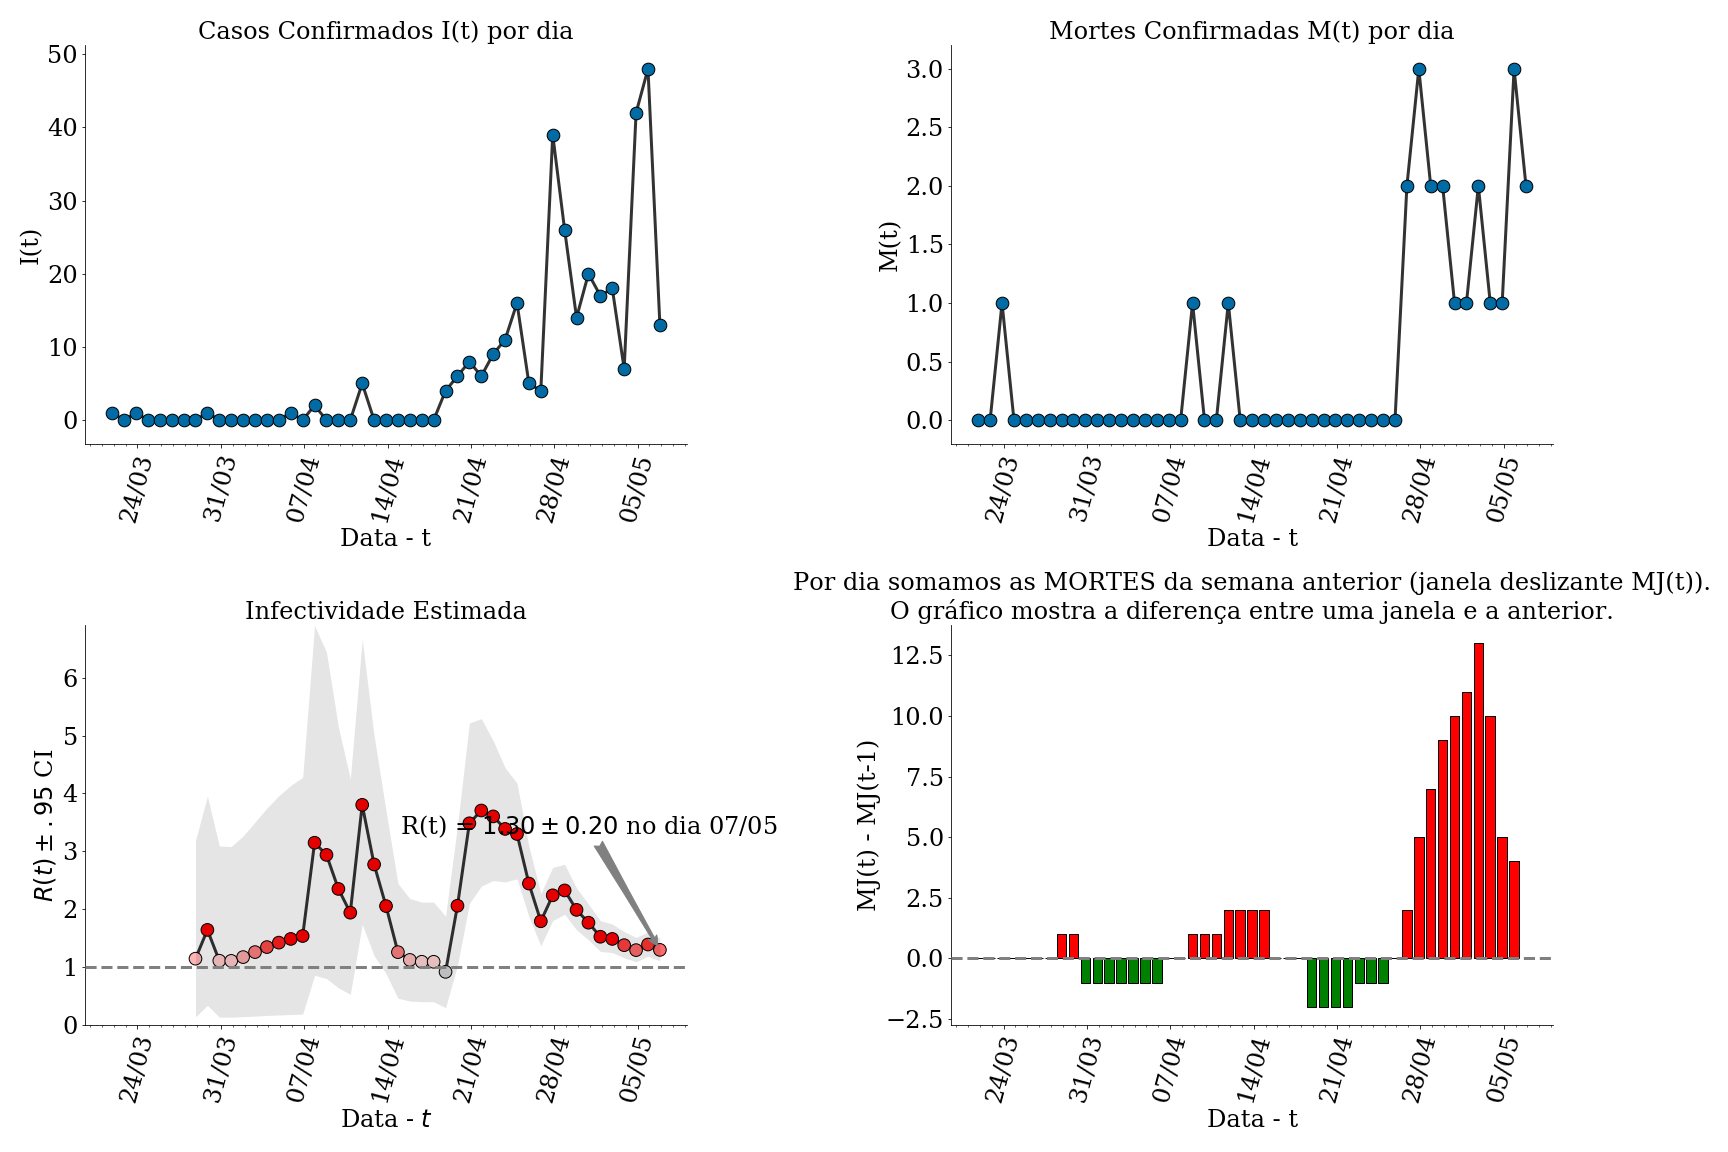 Casos Confirmados I(t) por dia
I(t)
50
40
30
20
10
0
24/03 31/03 07/04 14/04 21/04 28/04 05/05
Data - t
Mortes Confirmadas M(t) por dia
M(t)
3.0
2.5
2.0
1.5
1.0
0.5
0.0
24/03 31/03 07/04 14/04 21/04 28/04 05/05
Data - t
Infectividade Estimada
R(t) ± .95 CI
6
5
4
3
2
1
0
R(t) = 1.30 ± 0.20 no dia 07/05
24/03 31/03 07/04 14/04 21/04 28/04 05/05
Data - t
Por dia somamos as MORTES da semana anterior (janela deslizante MJ(t)).
O gráfico mostra a diferença entre uma janela e a anterior.
MJ(t) - MJ(t-1)
12.5
10.0
7.5
5.0
2.5
0.0
−2.5
24/03 31/03 07/04 14/04 21/04 28/04 05/05
Data - t